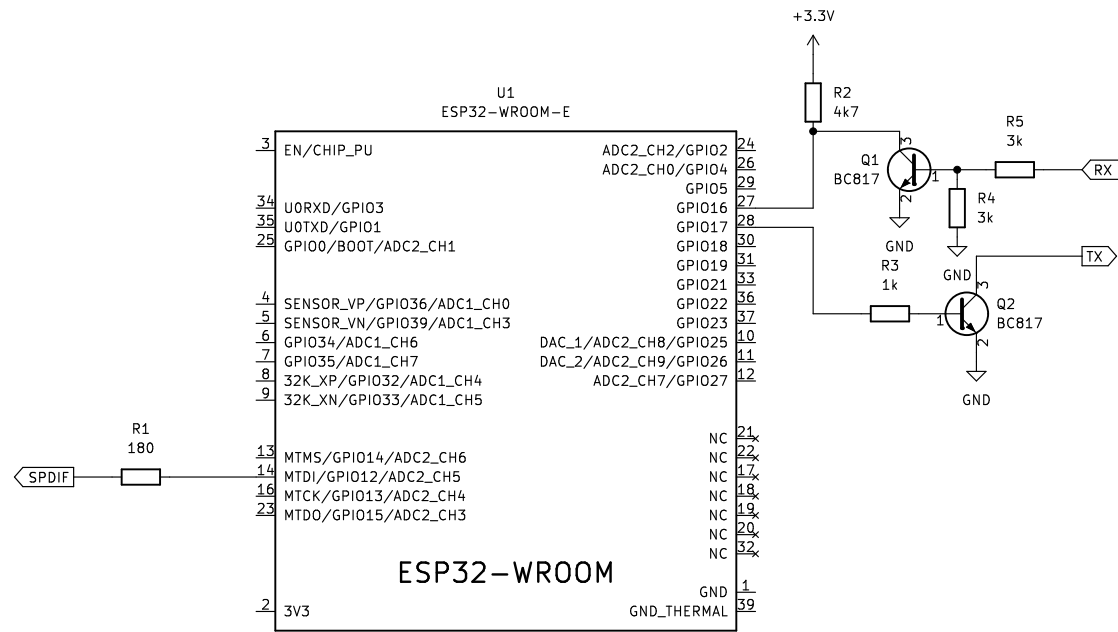 +3.3V
R2
4k7
U1
ESP32-WROOM-E
R5
3k
3 EN/CHIP_PU
ADC2_CH2/GPIO2 24
ADC2_CH0/GPIO4 26
GPIO5 29
Q1
BC817
3
1
2
RX
34 U0RXD/GPIO3
35 U0TXD/GPIO1
25 GPIO0/BOOT/ADC2_CH1
GPIO16 27
GPIO17 28
GPIO18 30
GPIO19 31
GPIO21 33
GPIO22 36
GPIO23 37
R4
3k
GND
GND
TX
R3
1k
3
1
2
Q2
BC817
GND
4 SENSOR_VP/GPIO36/ADC1_CH0
5 SENSOR_VN/GPIO39/ADC1_CH3
6 GPIO34/ADC1_CH6
7 GPIO35/ADC1_CH7
8 32K_XP/GPIO32/ADC1_CH4
9 32K_XN/GPIO33/ADC1_CH5
DAC_1/ADC2_CH8/GPIO25 10
DAC_2/ADC2_CH9/GPIO26 11
ADC2_CH7/GPIO27 12
R1
180
SPDIF
13 MTMS/GPIO14/ADC2_CH6
14 MTDI/GPIO12/ADC2_CH5
16 MTCK/GPIO13/ADC2_CH4
23 MTDO/GPIO15/ADC2_CH3
NC 21
NC 22
NC 17
NC 18
NC 19
NC 20
NC 32
ESP32-WROOM
GND 1
2 3V3
GND_THERMAL 39